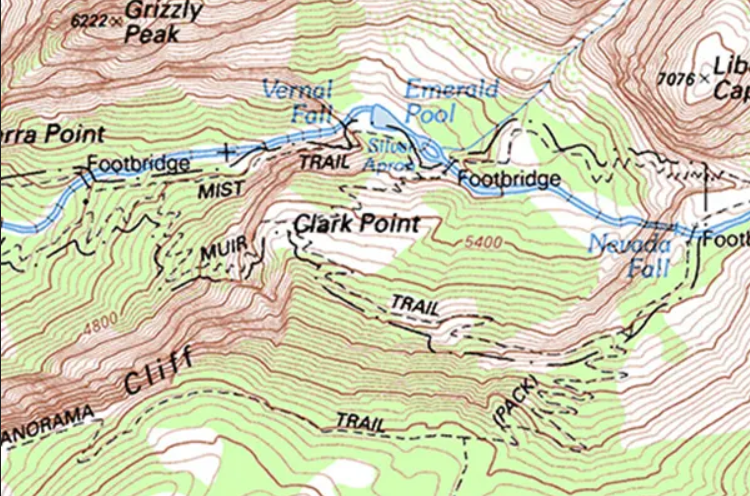 6222× Grizzly
Peak
7076 × Lib
Cap
Vernal
Fall
Emerald
Pool
rra Point
Footbridge
Silver
Apron
TRAIL
MIST
Footbridge
Clark Point
5400
MUIR
Nevada
Fall
Footb
TRAIL
4800
Cliff
(PACK)
ANORAMA
TRAIL